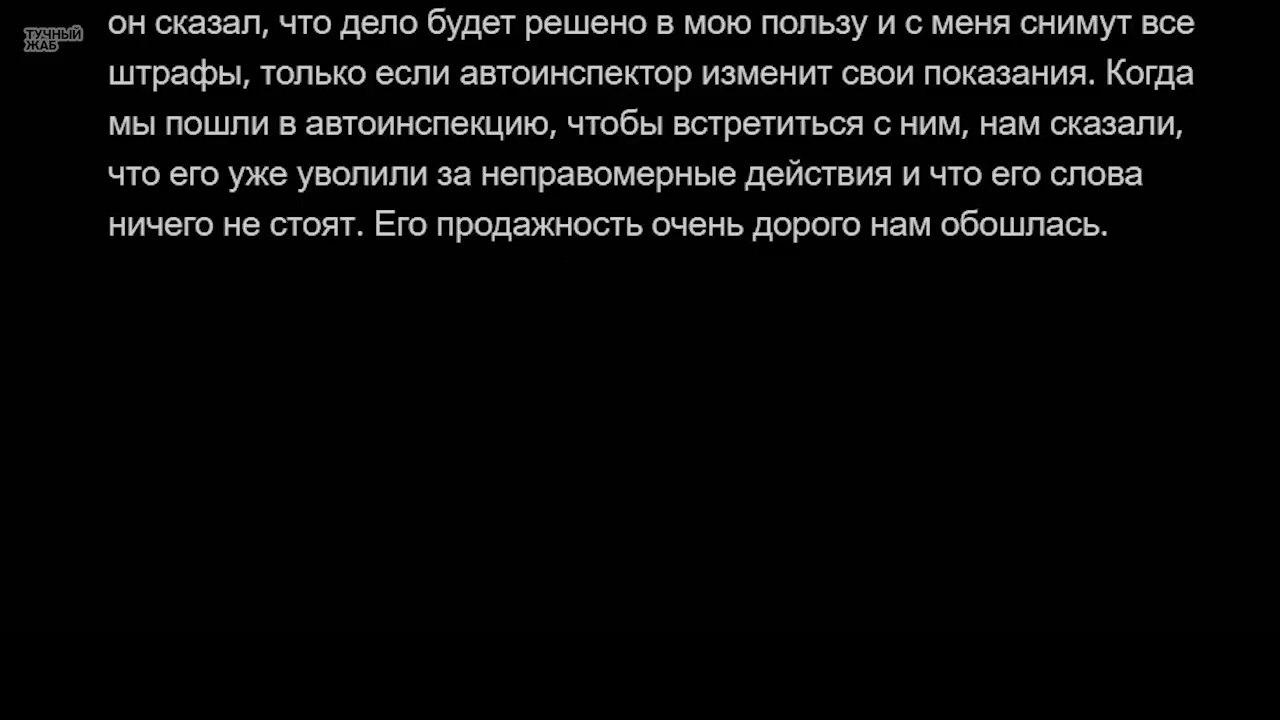 ТУЧНЫЙ
ЖАБ
он сказал, что дело будет решено в мою пользу и с меня снимут все
штрафы, только если автоинспектор изменит свои показания. Когда
мы пошли в автоинспекцию, чтобы встретиться с ним, нам сказали,
что его уже уволили за неправомерные действия и что его слова
ничего не стоят. Его продажность очень дорого нам обошлась.